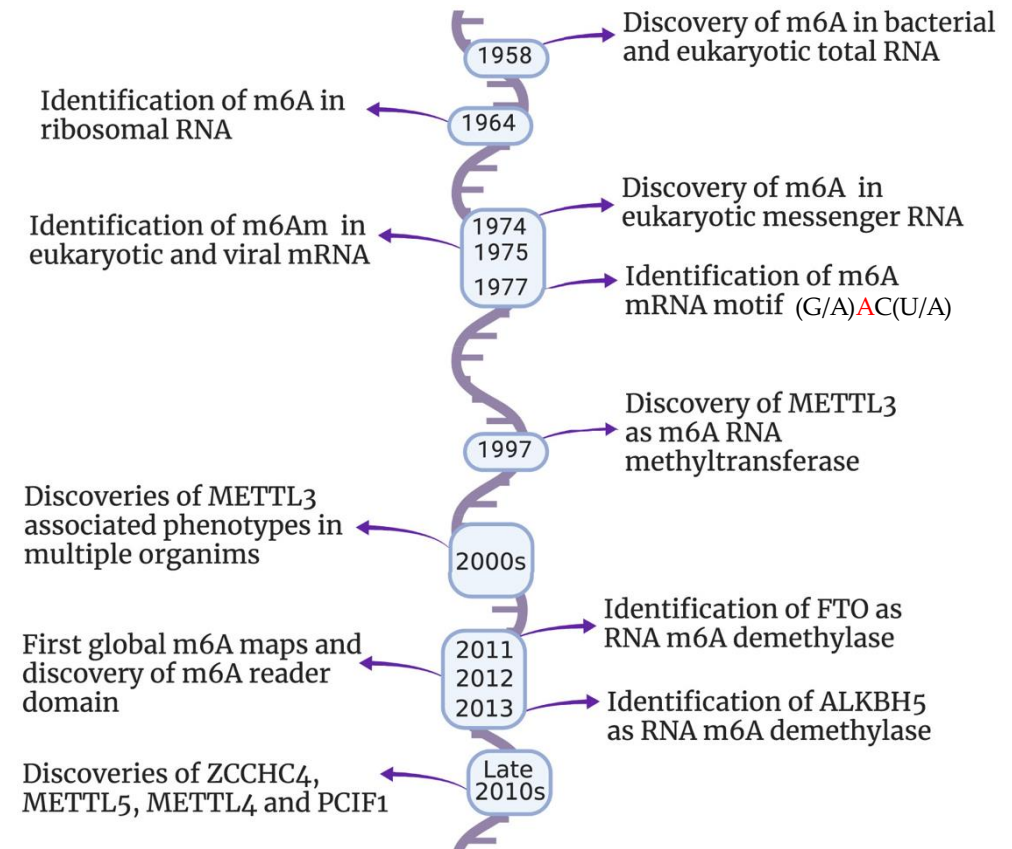 1958
Discovery of m6A in bacterial
and eukaryotic total RNA
Identification of m6A in
ribosomal RNA
1964
Discovery of m6A in
eukaryotic messenger RNA
Identification of m6Am in
eukaryotic and viral mRNA
1974
1975
1977
Identification of m6A
mRNA motif (G/A)AC(U/A)
1997
Discovery of METTL3
as m6A RNA
methyltransferase
Discoveries of METTL3
associated phenotypes in
multiple organims
2000s
Identification of FTO as
RNA m6A demethylase
First global m6A maps and
discovery of m6A reader
domain
2011
2012
2013
Identification of ALKBH5
as RNA m6A demethylase
Discoveries of ZCCHC4,
METTL5, METTL4 and PCIF1
Late
2010s